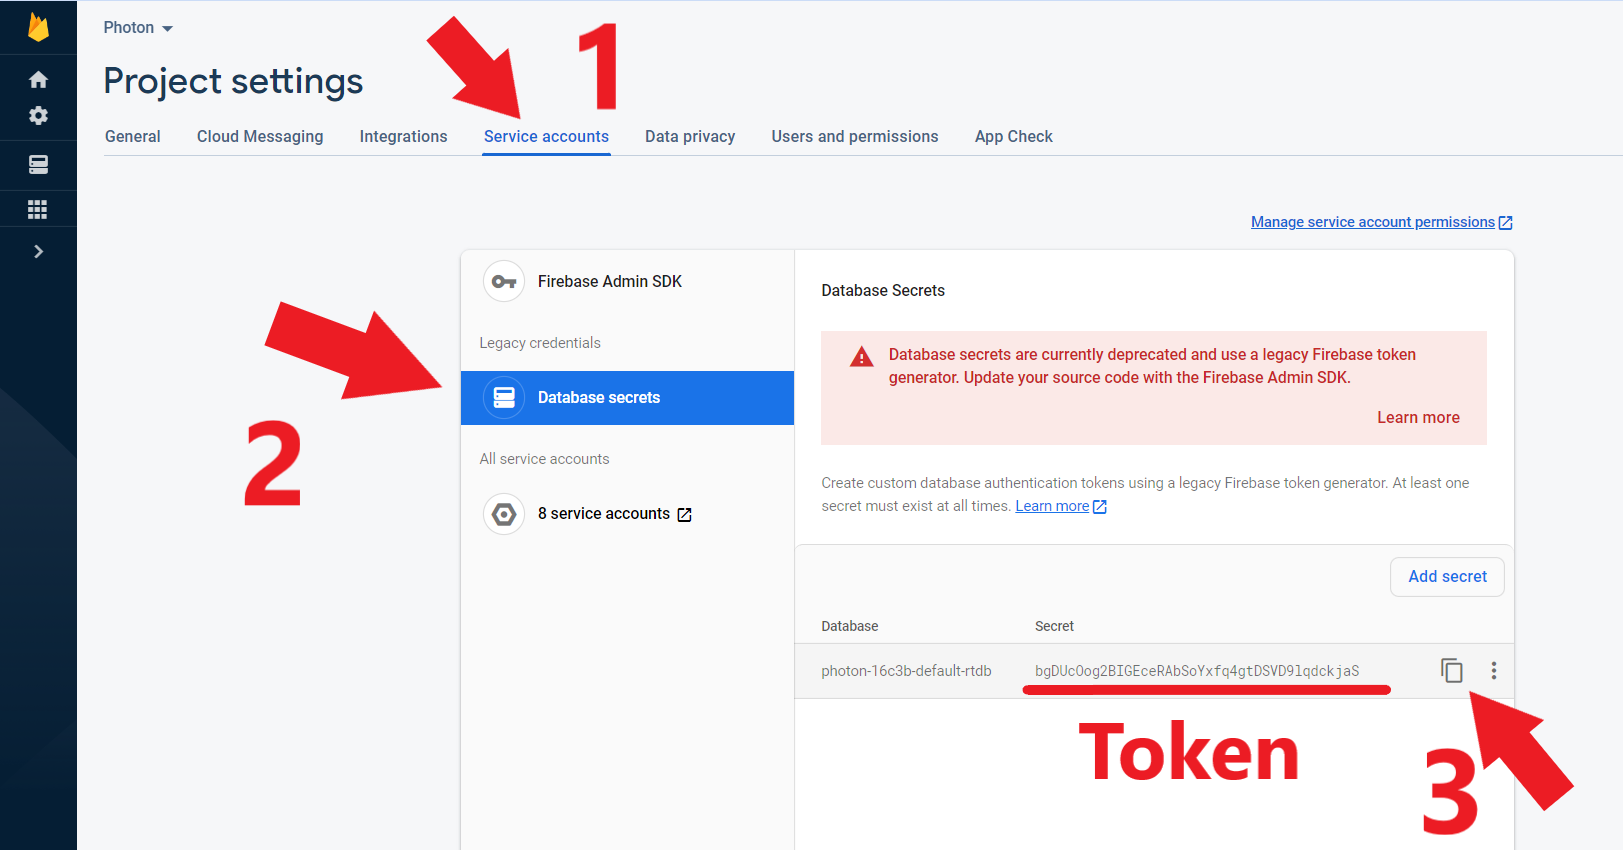 Photon
1
Project settings
General Cloud Messaging Integrations Service accounts Data privacy Users and permissions App Check
Manage service account permissions
Firebase Admin SDK
Legacy credentials
Database secrets
2
All service accounts
8 service accounts
Database Secrets
Database secrets are currently deprecated and use a legacy Firebase token
generator. Update your source code with the Firebase Admin SDK.
Learn more
Create custom database authentication tokens using a legacy Firebase token generator. At least one
secret must exist at all times. Learn more
Add secret
Database Secret
photon-16c3b-default-rtdb bgDUcOog2BIGEceRAbSoYxfq4gtDSVD9lqdckjaS
Token
3